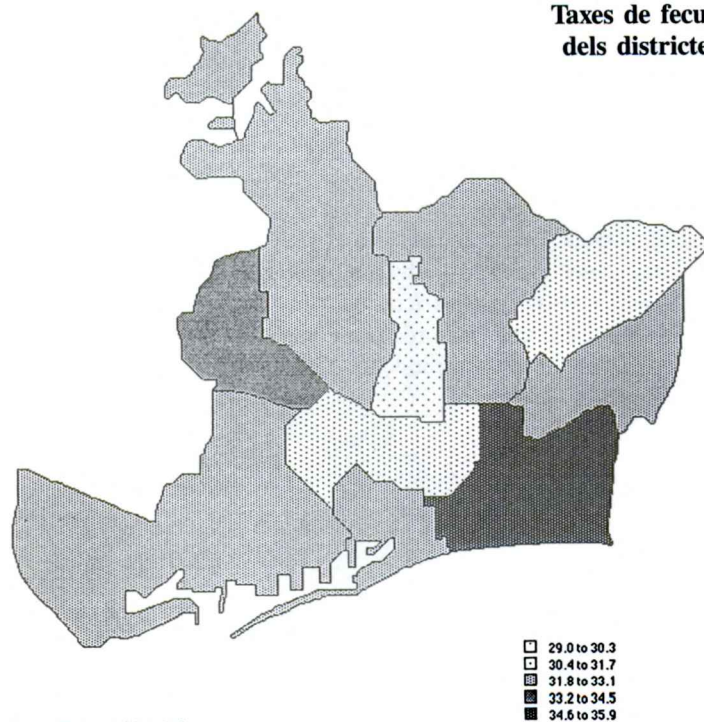 Taxes de fecu
dels districte
29.0 to 30.3
30.4 to 31.7
31.8 to 33.1
33.2 to 34.5
34.6 to 35.9